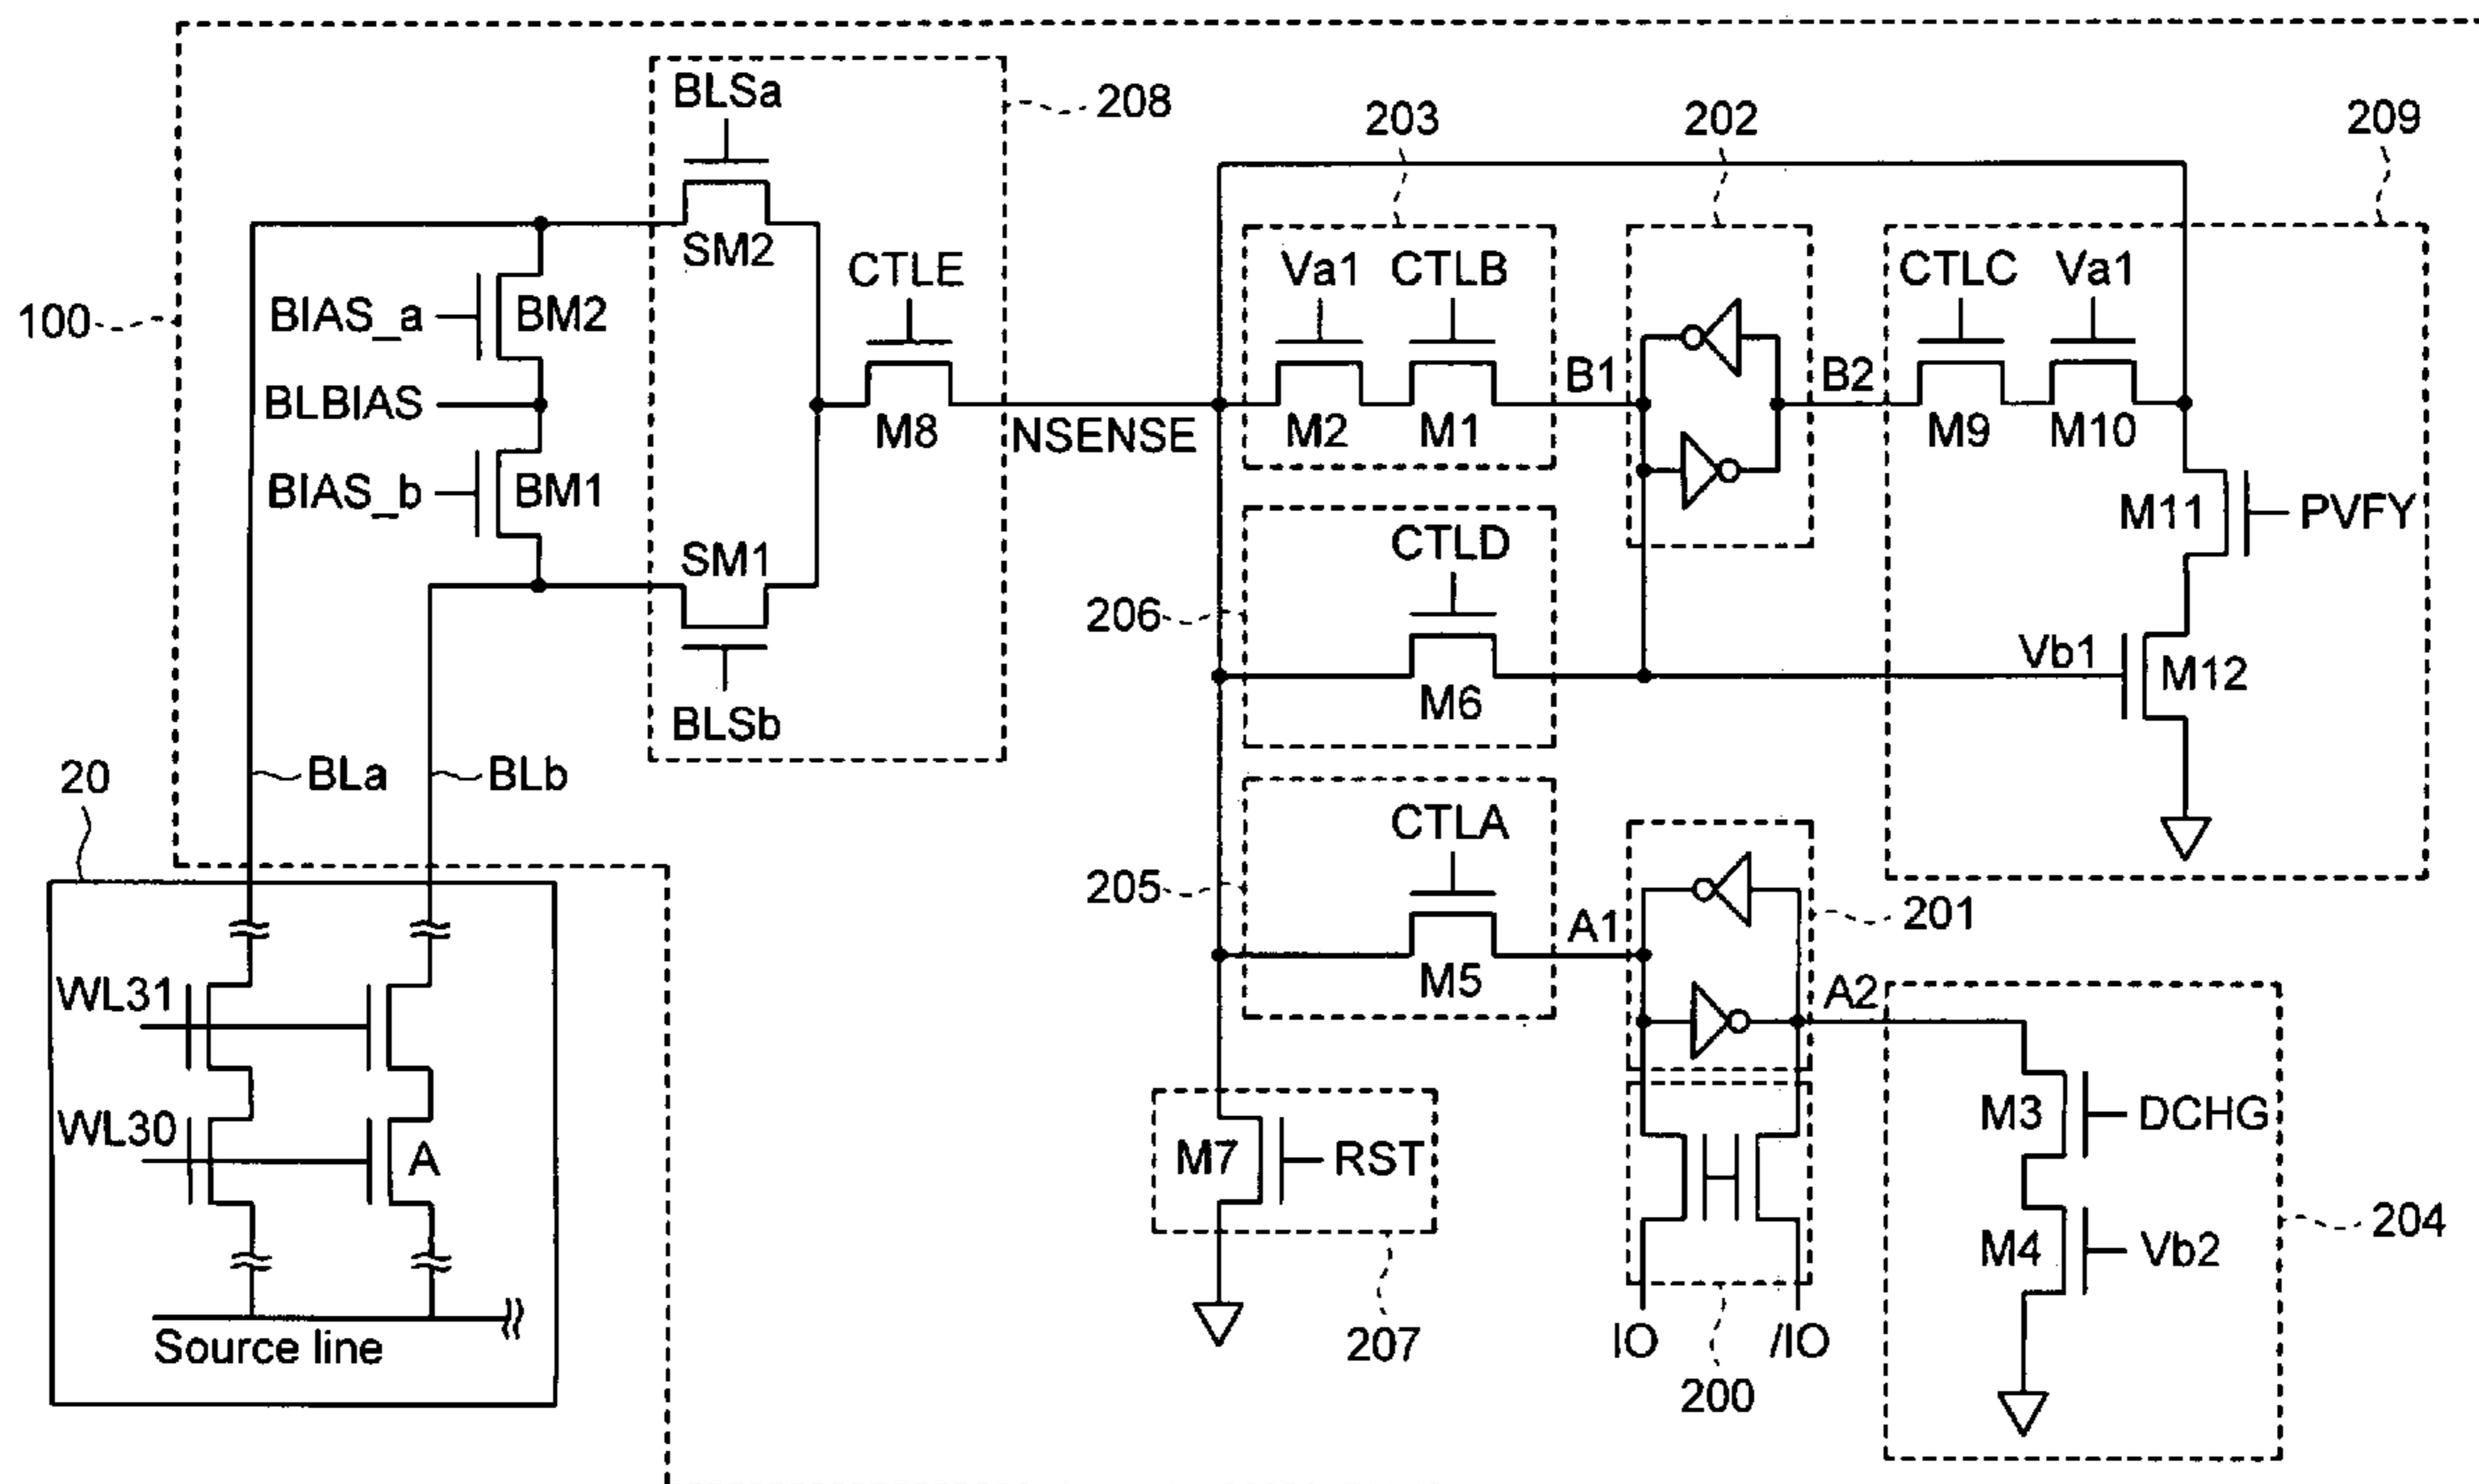 BLSa
208
203
202
209
SM2
CTLE
Va1
CTLB
CTLC
Va1
100
BIAS_a
BM2
BLBIAS
M8
NSENSE
M2
M1
B1
B2
M9
M10
BIAS_b
BM1
M11
PVFY
SM1
CTLD
206
M6
Vb1
M12
BLSb
20
BLa
BLb
CTLA
205
M5
A1
201
A2
WL31
WL30
A
M7
RST
M3
DCHG
M4
Vb2
204
Source line
207
IO
/IO
200